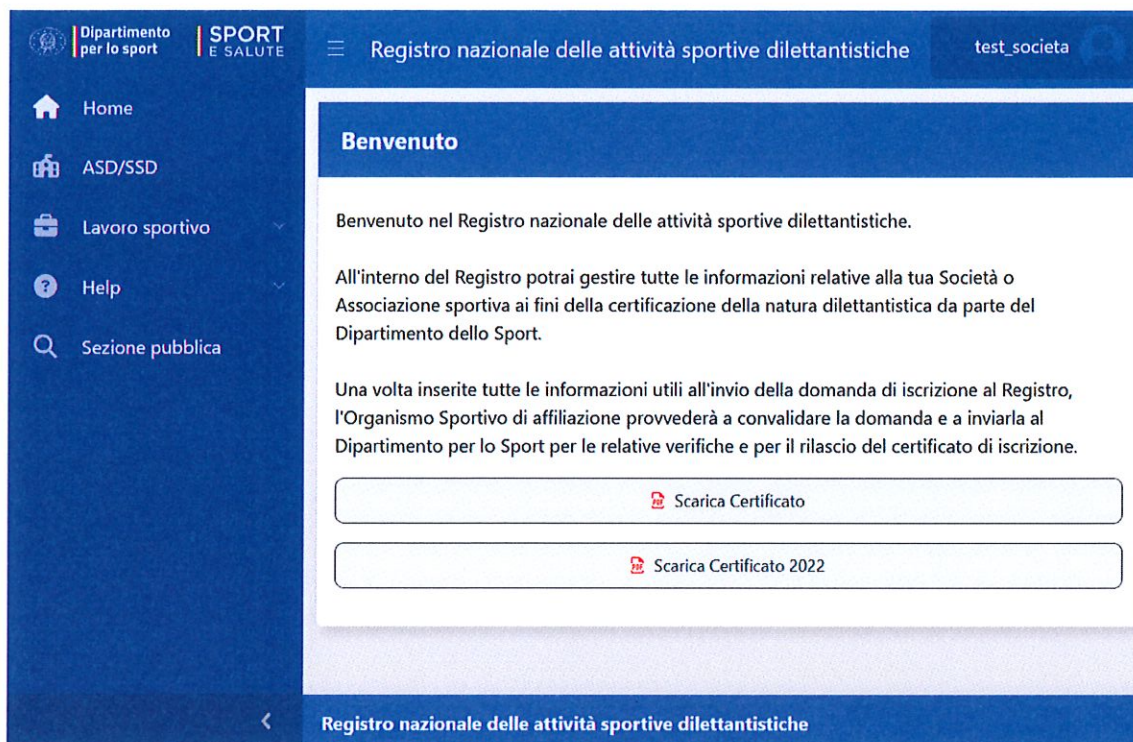 Dipartimento
per lo sport
SPORT
E SALUTE
Registro nazionale delle attività sportive dilettantistiche
test_societa
Home
ASD/SSD
Lavoro sportivo
Help
Sezione pubblica
Benvenuto
Benvenuto nel Registro nazionale delle attività sportive dilettantistiche.
All'interno del Registro potrai gestire tutte le informazioni relative alla tua Società o
Associazione sportiva ai fini della certificazione della natura dilettantistica da parte del
Dipartimento dello Sport.
Una volta inserite tutte le informazioni utili all'invio della domanda di iscrizione al Registro,
l'Organismo Sportivo di affiliazione provvederà a convalidare la domanda e a inviarla al
Dipartimento per lo Sport per le relative verifiche e per il rilascio del certificato di iscrizione.
PDF Scarica Certificato
PDF Scarica Certificato 2022
Registro nazionale delle attività sportive dilettantistiche